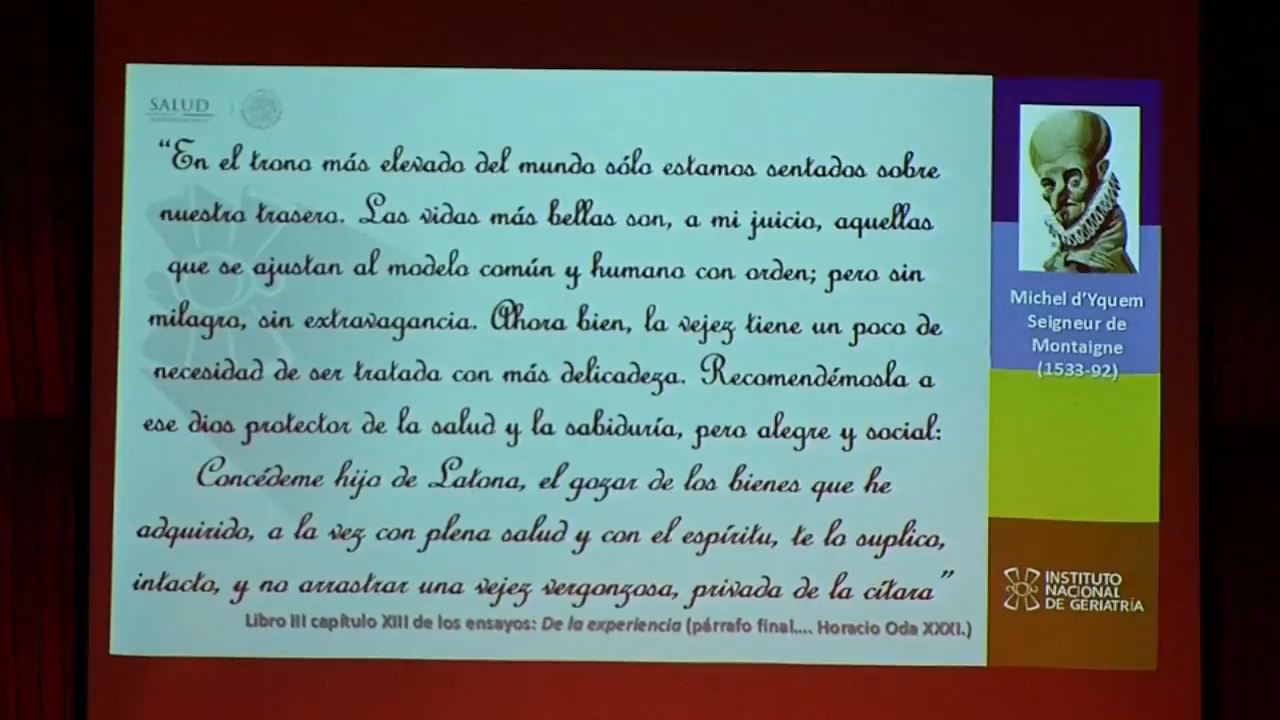 SALUD
“En el trono más elevado del mundo sólo estamos sentados sobre
nuestro trasero. Las vidas más bellas son, a mi juicio, aquellas
que se ajustan al modelo común y humano con orden; pero sin
milagro, sin extravagancia. Ahora bien, la vejez tiene un poco de
necesidad de ser tratada con más delicadeza. Recomendémosla a
ese dios protector de la salud y la sabiduría, pero alegre y social:
Concédeme hijo de Latona, el gozar de los bienes que he
adquirido, a la vez con plena salud y con el espíritu, te lo suplico,
intacto, y no arrastrar una vejez vergonzosa, privada de la cítara”
Libro III capítulo XIII de los ensayos: De la experiencia (párrafo final.... Horacio Oda XXXI.)
Michel d’Yquem
Seigneur de
Montaigne
(1533-92)
INSTITUTO
NACIONAL
DE GERIATRÍA